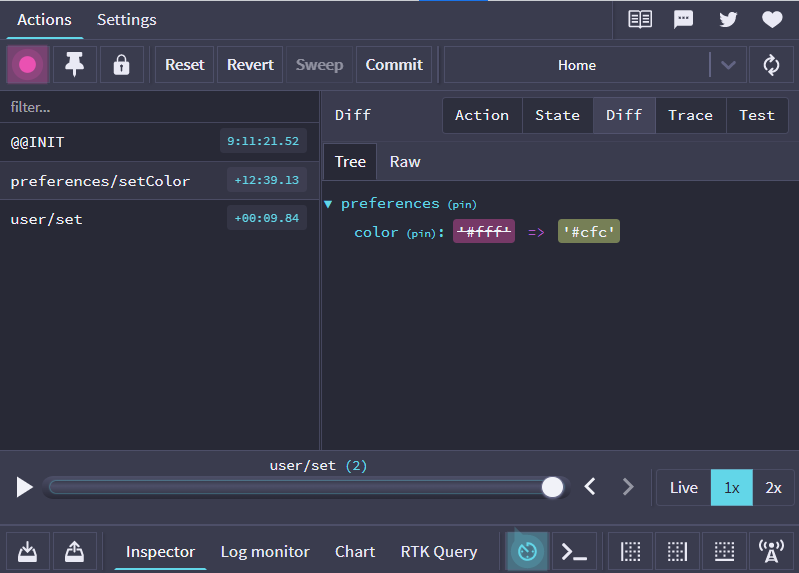 Actions Settings
Reset Revert Sweep Commit Home
filter...
@@INIT 9:11:21.52
preferences/setColor +12:39.13
user/set +00:09.84
Diff Action State Diff Trace Test
Tree Raw
preferences (pin)
color (pin): '#fff' => '#cfc'
user/set (2)
Live 1x 2x
Inspector Log monitor Chart RTK Query